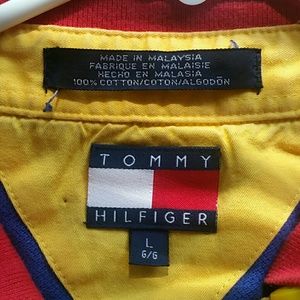 MADE IN MALAYSIA
FABRIQUE EN MALAISIE
HECHO EN MALASIA
100% COTTON/COTON/ALGODÓN
TOMMY
HILFIGER
L
G/G